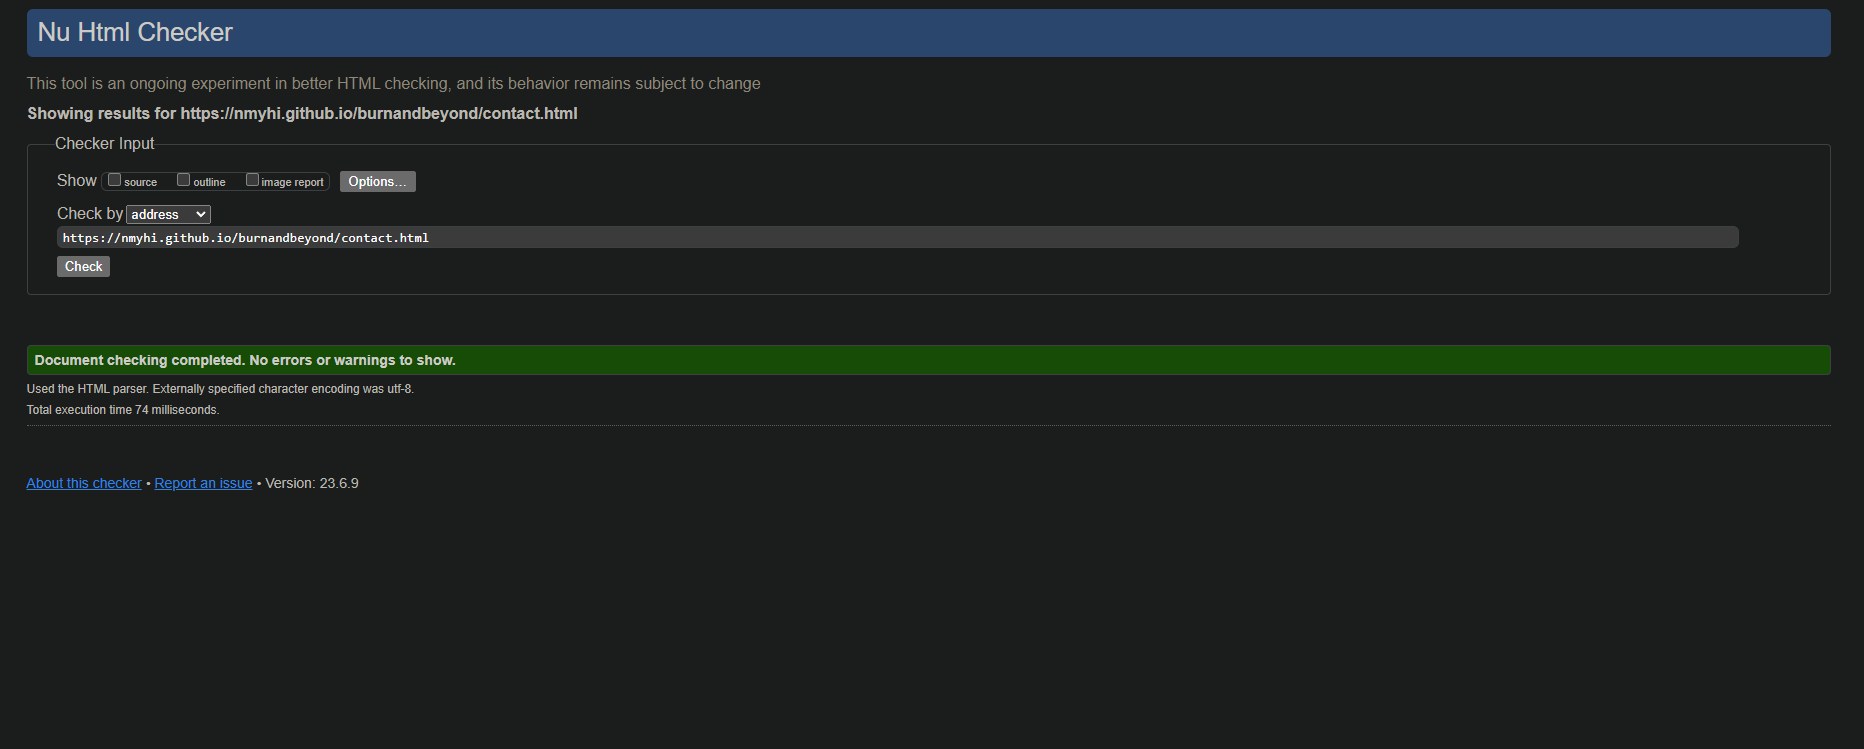 Nu Html Checker
This tool is an ongoing experiment in better HTML checking, and its behavior remains subject to change
Showing results for https://nmyhi.github.io/burnandbeyond/contact.html
Checker Input
Show source outline image report Options...
Check by address
https://nmyhi.github.io/burnandbeyond/contact.html
Check
Document checking completed. No errors or warnings to show.
Used the HTML parser. Externally specified character encoding was utf-8.
Total execution time 74 milliseconds.
About this checker • Report an issue • Version: 23.6.9